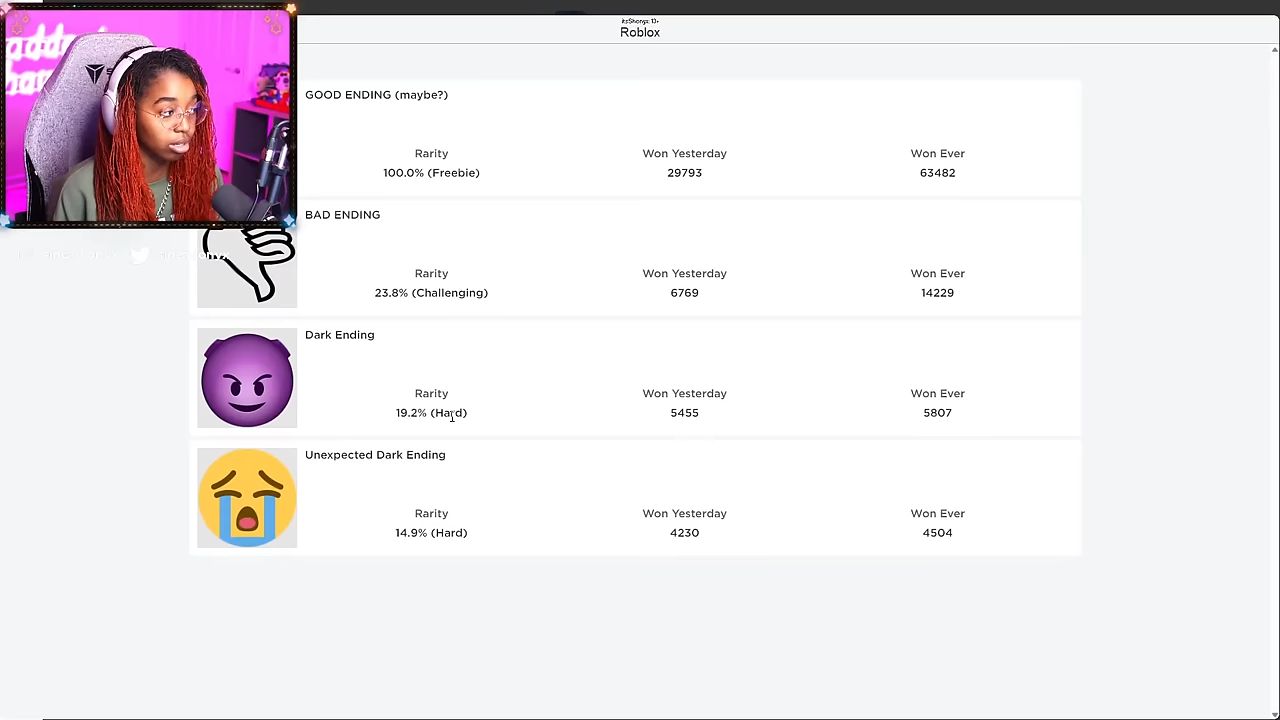 Roblox
GOOD ENDING (maybe?)
Rarity Won Yesterday Won Ever
100.0% (Freebie) 29793 63482
BAD ENDING
Rarity Won Yesterday Won Ever
23.8% (Challenging) 6769 14229
Dark Ending
Rarity Won Yesterday Won Ever
19.2% (Hard) 5455 5807
Unexpected Dark Ending
Rarity Won Yesterday Won Ever
14.9% (Hard) 4230 4504